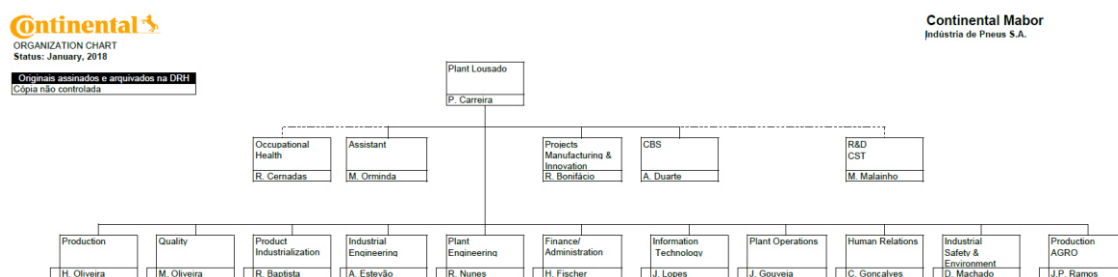 Continental
ORGANIZATION CHART
Status: January, 2018
Originais assinados e arquivados na DRH
Cópia não controlada
Continental Mabor
Indústria de Pneus S.A.
Plant Lousado
P. Carreira
Occupational
Health
R. Cernadas
Assistant
M. Orminda
Projects
Manufacturing &
Innovation
R. Bonifácio
CBS
A. Duarte
R&D
CST
M. Malainho
Production
H. Oliveira
Quality
M. Oliveira
Product
Industrialization
R. Baptista
Industrial
Engineering
A. Estevão
Plant
Engineering
R. Nunes
Finance/
Administration
H. Fischer
Information
Technology
J. Lopes
Plant Operations
J. Gouveia
Human Relations
C. Gonçalves
Industrial
Safety &
Environment
D. Machado
Production
AGRO
J.P. Ramos